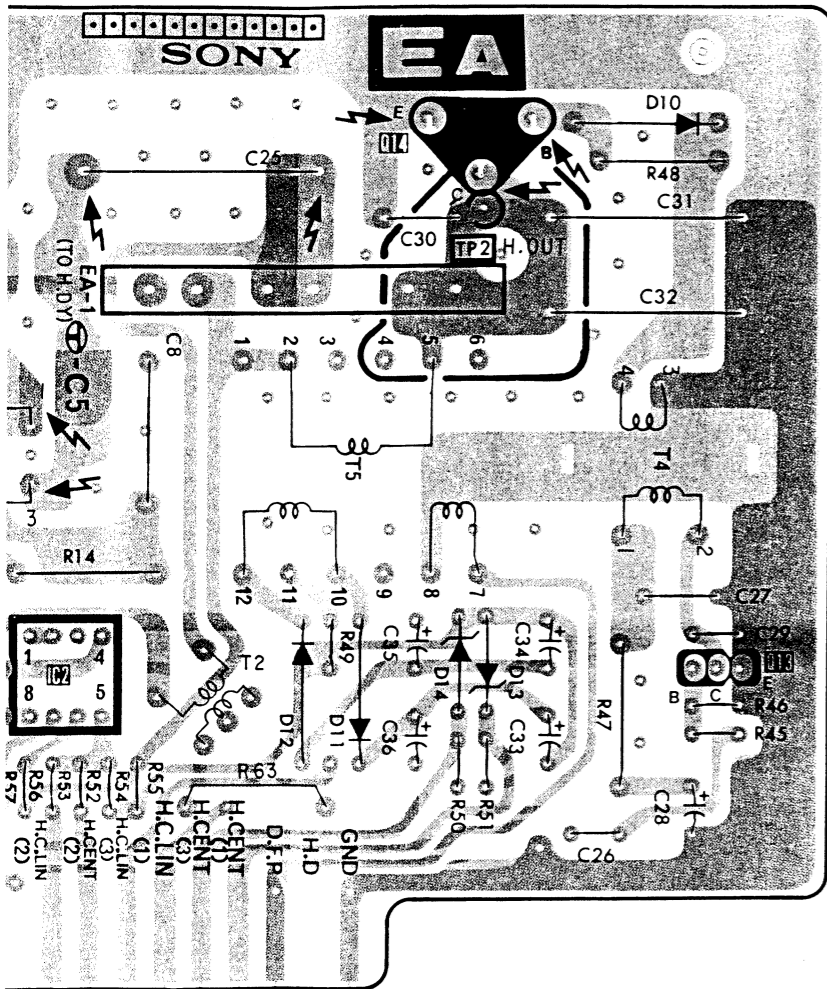 SONY
EA
E
Q14
B
C
D10
R48
C25
C30
C31
TP2
H.OUT
C32
EA-1
(TO H.DY)
T-C5
C8
1
2
3
4
5
6
4
3
T5
T4
3
1
2
R14
12
11
10
9
8
7
C27
C29
1
4
IC2
8
5
T2
R49
C35
C34
D14
D13
Q13
B
C
E
D12
D11
C36
C33
R47
R46
R45
R57
R56
R53
R52
R54
R55
R63
R50
R51
C28
C26
H.C.LIN
(2)
H.CENT
(2)
H.C.LIN
(3)
H.C.LIN
(1)
H.CENT
(3)
H.CENT
(1)
D.F.P
H.D
GND